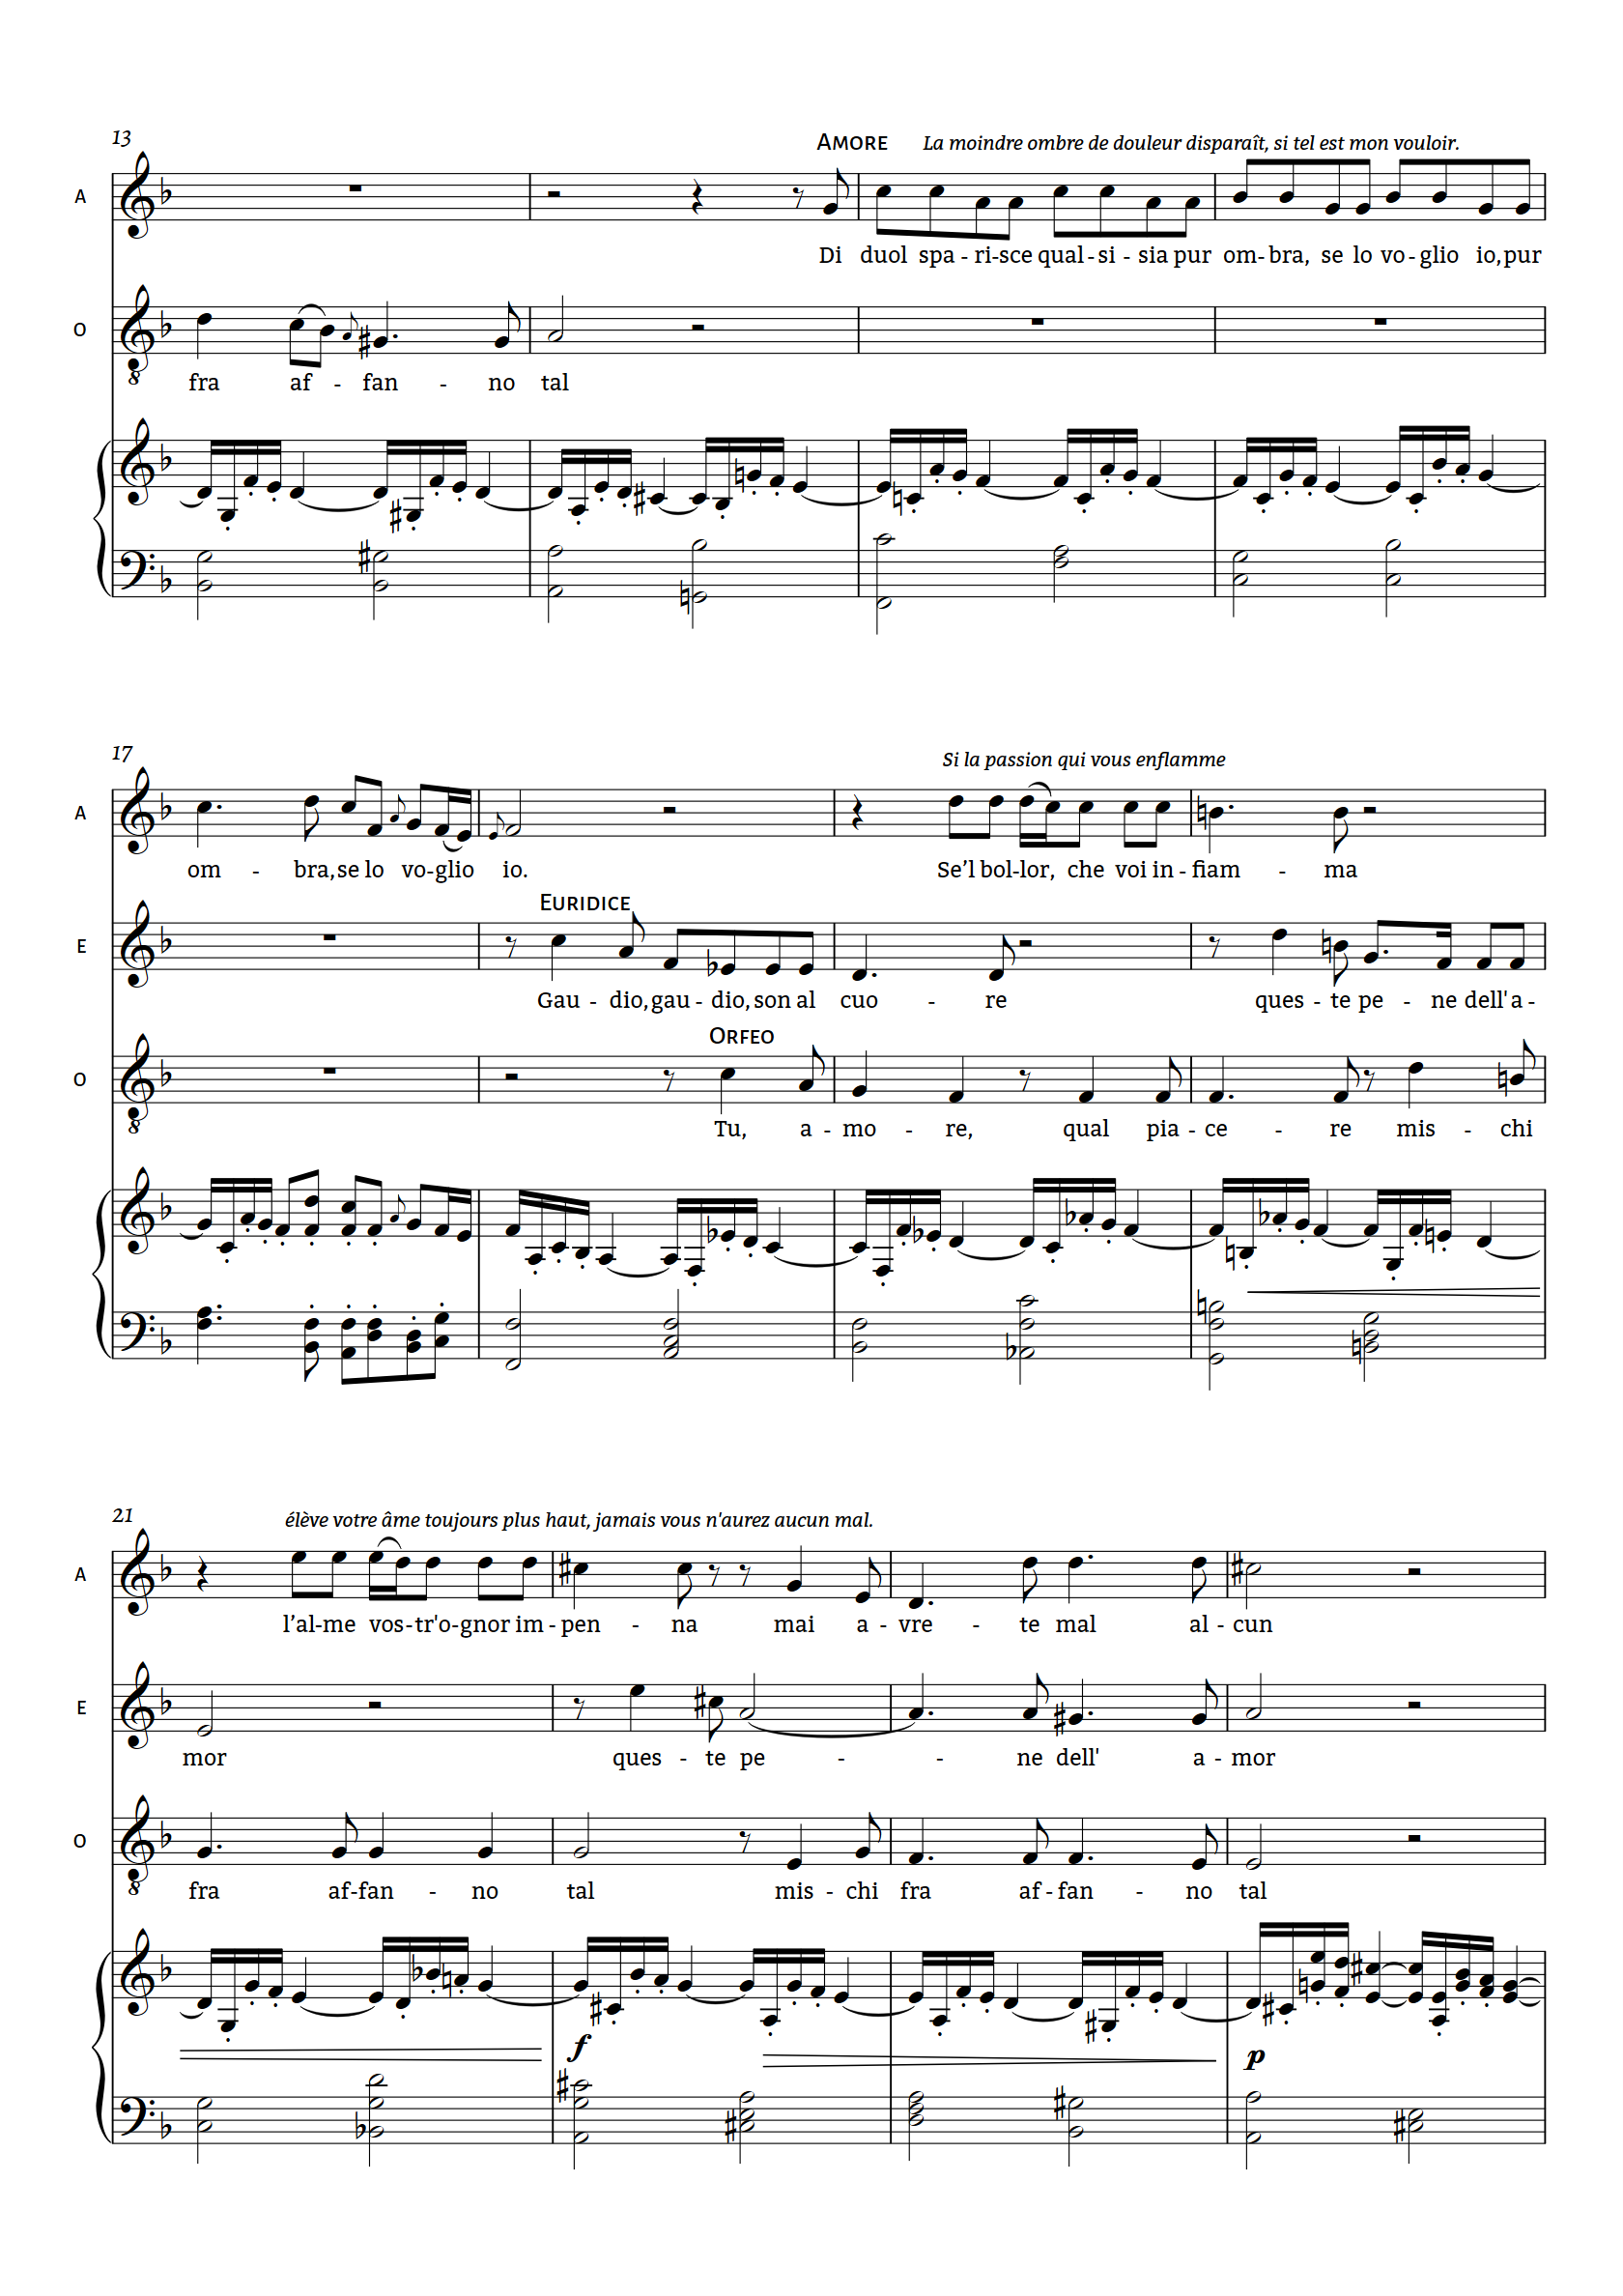 13
AMORE La moindre ombre de douleur disparaît, si tel est mon vouloir.
A
Di duol spa - ri-sce qual-si - sia pur om-bra, se lo vo-glio io, pur
O
8
fra af - fan - no tal
17
Si la passion qui vous enflamme
A
om - bra, se lo vo-glio io. Se’l bol-lor, che voi in-fiam - ma
EURIDICE
E
Gau - dio, gau - dio, son al cuo - re ques - te pe - ne dell' a -
ORFEO
O
8
Tu, a - mo - re, qual pia - ce - re mis - chi
21
élève votre âme toujours plus haut, jamais vous n'aurez aucun mal.
A
l’al-me vos-tr'o-gnor im-pen - na mai a - vre - te mal al - cun
E
mor ques - te pe - - ne dell' a - mor
O
8
fra af-fan - no tal mis - chi fra af - fan - no tal
f
p